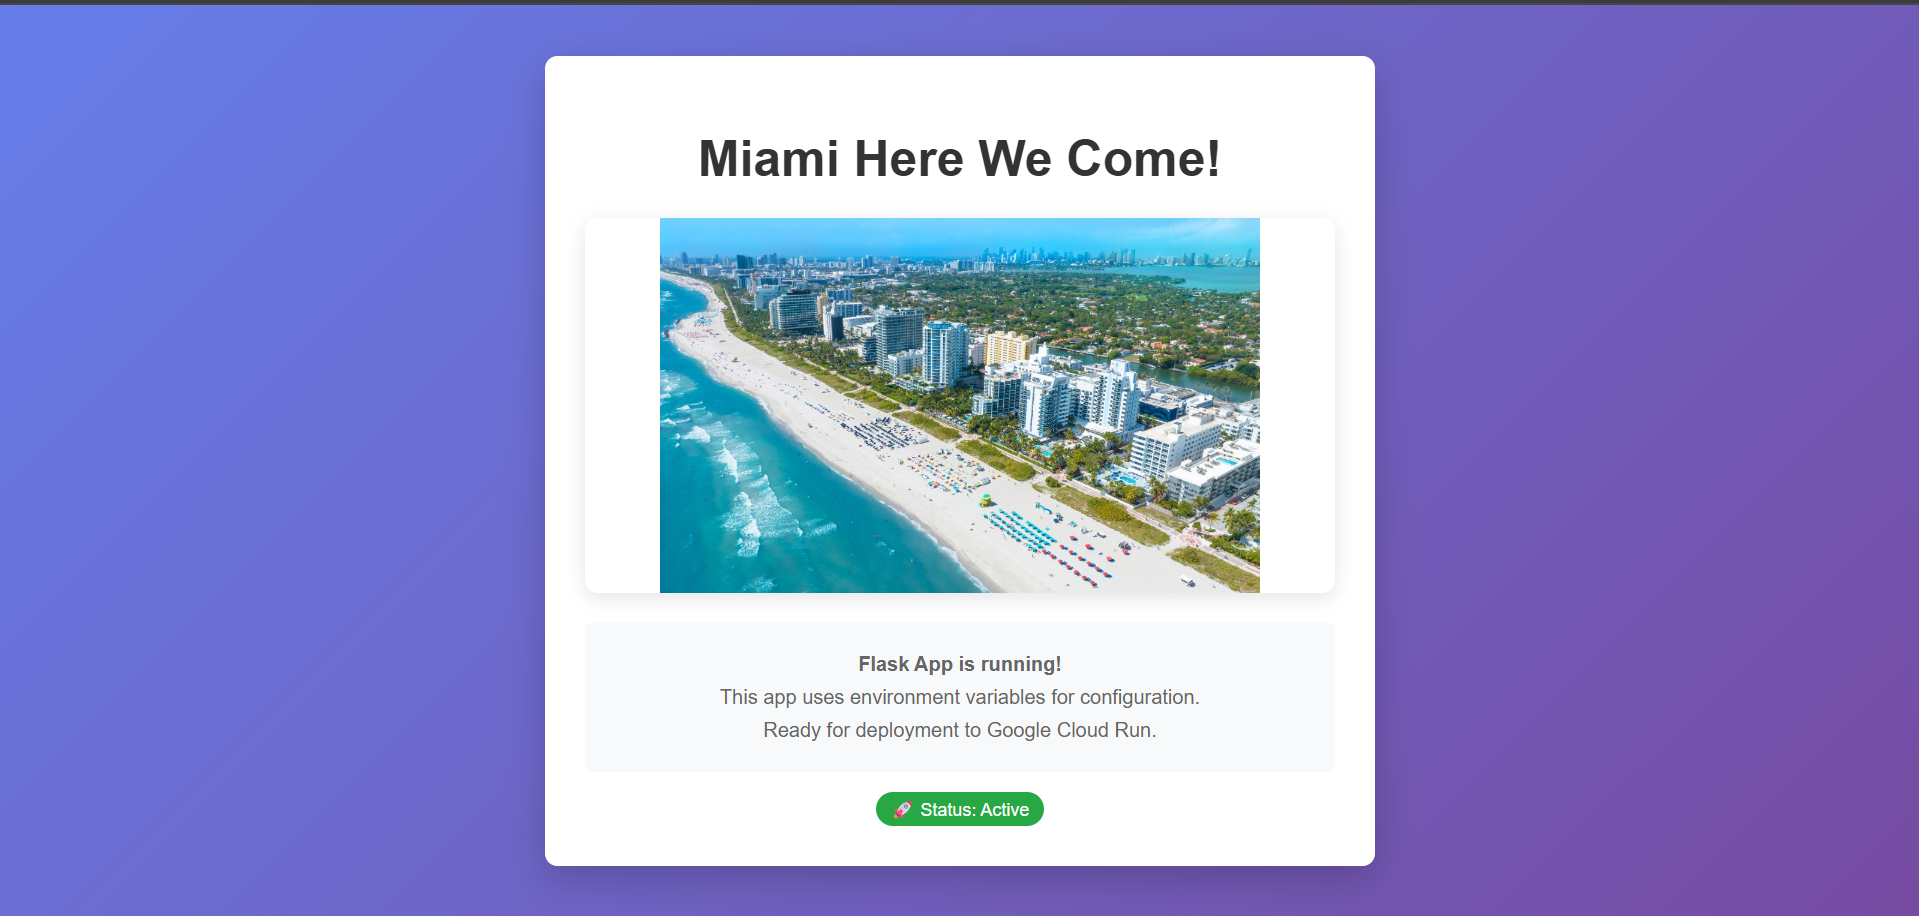 Miami Here We Come!
Flask App is running!
This app uses environment variables for configuration.
Ready for deployment to Google Cloud Run.
🚀 Status: Active